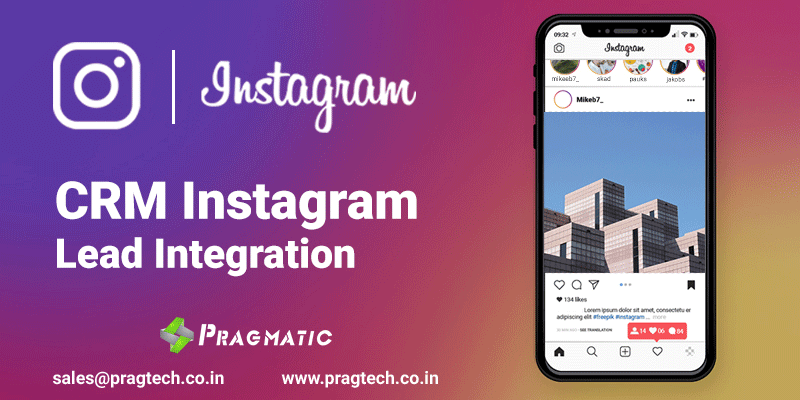 Instagram
CRM Instagram
Lead Integration
PRAGMATIC
sales@pragtech.co.in
www.pragtech.co.in
09:32
Instagram
7
mikeeb7_ skad pauks jakobs
Mikeb7_
134 likes
Lorem ipsum dolor sit amet, consectetu er
adipiscing elit #freepik #instagram... more
SEE TRANSLATION
14 06 84